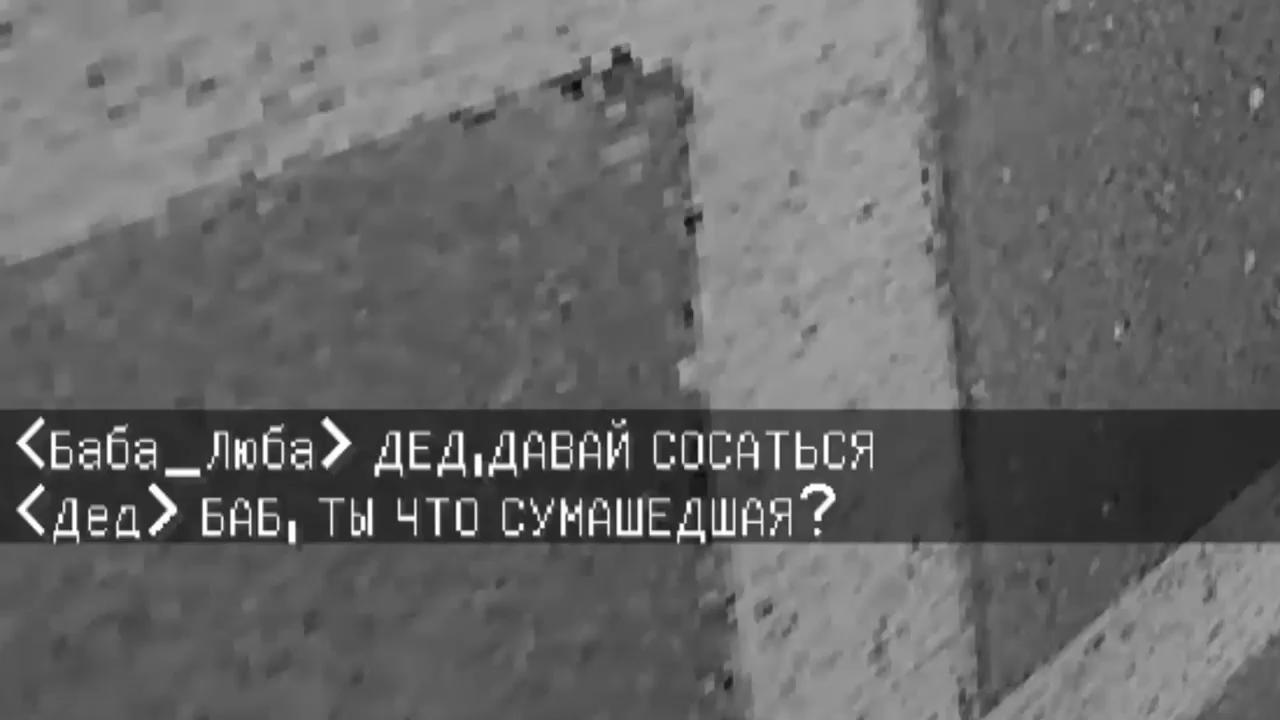 <Баба_Люба> ДЕД,ДАВАЙ СОСАТЬСЯ
<Дед> БАБ, ТЫ ЧТО СУМАШЕДШАЯ?